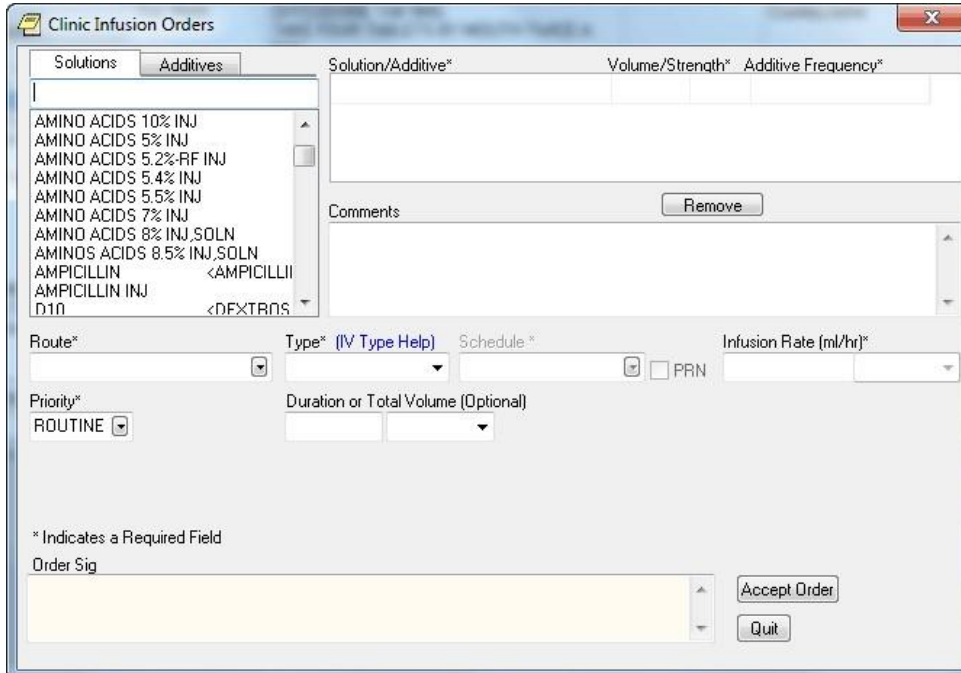 Clinic Infusion Orders
Solutions Additives
Solution/Additive* Volume/Strength* Additive Frequency*
AMINO ACIDS 10% INJ
AMINO ACIDS 5% INJ
AMINO ACIDS 5.2%-RF INJ
AMINO ACIDS 5.4% INJ
AMINO ACIDS 5.5% INJ
AMINO ACIDS 7% INJ
AMINO ACIDS 8% INJ,SOLN
AMINOS ACIDS 8.5% INJ,SOLN
AMPICILLIN <AMPICILLI
AMPICILLIN INJ
D10 <DEXTROS
Comments Remove
Route* Type* (IV Type Help) Schedule * Infusion Rate (ml/hr)*
PRN
Priority* Duration or Total Volume (Optional)
ROUTINE
* Indicates a Required Field
Order Sig
Accept Order
Quit